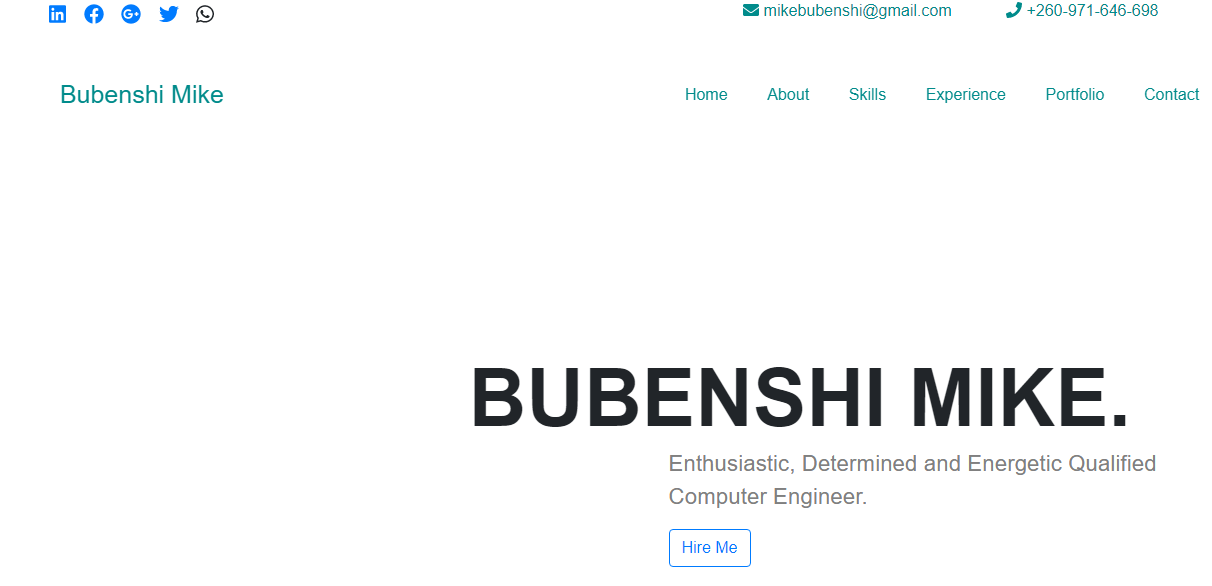 mikebubenshi@gmail.com +260-971-646-698
Bubenshi Mike Home About Skills Experience Portfolio Contact
BUBENSHI MIKE.
Enthusiastic, Determined and Energetic Qualified
Computer Engineer.
Hire Me